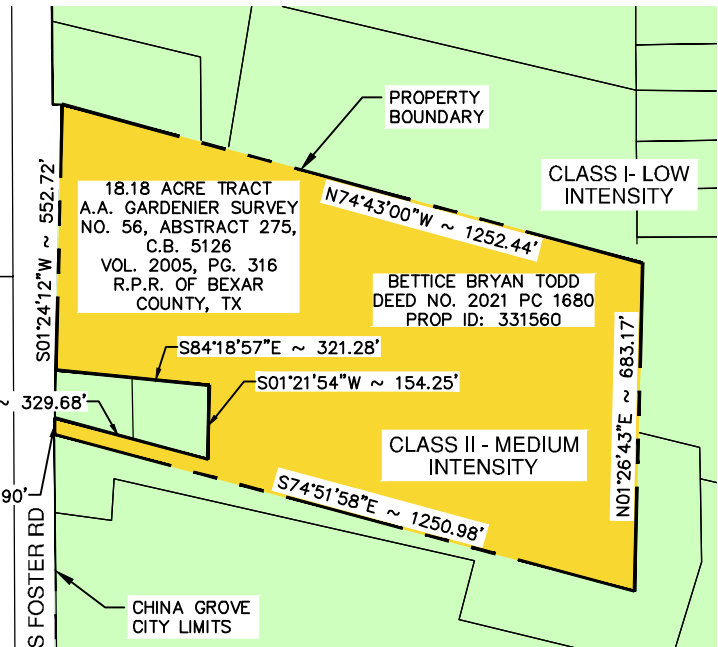 PROPERTY
BOUNDARY
CLASS I- LOW
INTENSITY
18.18 ACRE TRACT
A.A. GARDENIER SURVEY
NO. 56, ABSTRACT 275,
C.B. 5126
VOL. 2005, PG. 316
R.P.R. OF BEXAR
COUNTY, TX
S01°24'12"W ~ 552.72'
N74°43'00"W ~ 1252.44'
BETTICE BRYAN TODD
DEED NO. 2021 PC 1680
PROP ID: 331560
S84°18'57"E ~ 321.28'
S01°21'54"W ~ 154.25'
~ 329.68'
N01°26'43"E ~ 683.17'
CLASS II - MEDIUM
INTENSITY
S74°51'58"E ~ 1250.98'
90'
S FOSTER RD
CHINA GROVE
CITY LIMITS